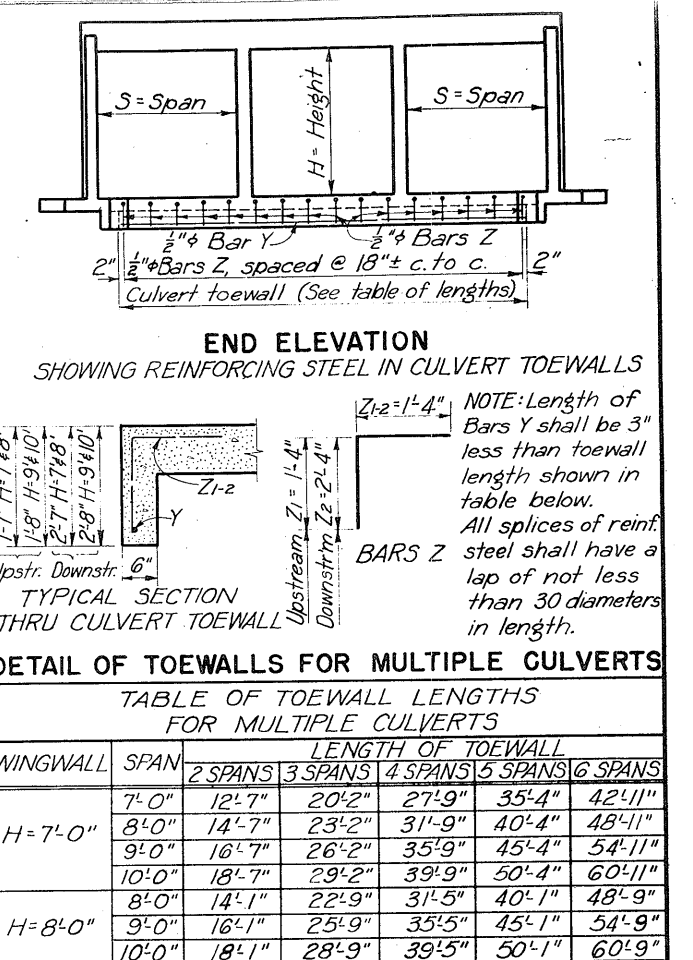 S = Span
H = Height
S = Span
½"φ Bar Y
½"φ Bars Z
2"
½"φ Bars Z, spaced @ 18"± c. to c.
2"
Culvert toewall (See table of lengths)
END ELEVATION
SHOWING REINFORCING STEEL IN CULVERT TOEWALLS
1'-8" H=9'&10'
2'-7" H=7'&8'
2'-8" H=9'&10'
Z1-2
Y
Downstr.
6"
TYPICAL SECTION
THRU CULVERT TOEWALL
Z1-2=1'-4"
Upstream, Z1 = 1'-4"
Downstr'm Z2 = 2'-4"
BARS Z
NOTE: Length of
Bars Y shall be 3"
less than toewall
length shown in
table below.
All splices of reinf.
steel shall have a
lap of not less
than 30 diameters
in length.
DETAIL OF TOEWALLS FOR MULTIPLE CULVERTS
TABLE OF TOEWALL LENGTHS
FOR MULTIPLE CULVERTS
WINGWALL SPAN LENGTH OF TOEWALL
2 SPANS 3 SPANS 4 SPANS 5 SPANS 6 SPANS
H=7'-0"
7'-0" 12'-7" 20'-2" 27'-9" 35'-4" 42'-11"
8'-0" 14'-7" 23'-2" 31'-9" 40'-4" 48'-11"
9'-0" 16'-7" 26'-2" 35'-9" 45'-4" 54'-11"
10'-0" 18'-7" 29'-2" 39'-9" 50'-4" 60'-11"
H=8'-0"
8'-0" 14'-1" 22'-9" 31'-5" 40'-1" 48'-9"
9'-0" 16'-1" 25'-9" 35'-5" 45'-1" 54'-9"
10'-0" 18'-1" 28'-9" 39'-5" 50'-1" 60'-9"